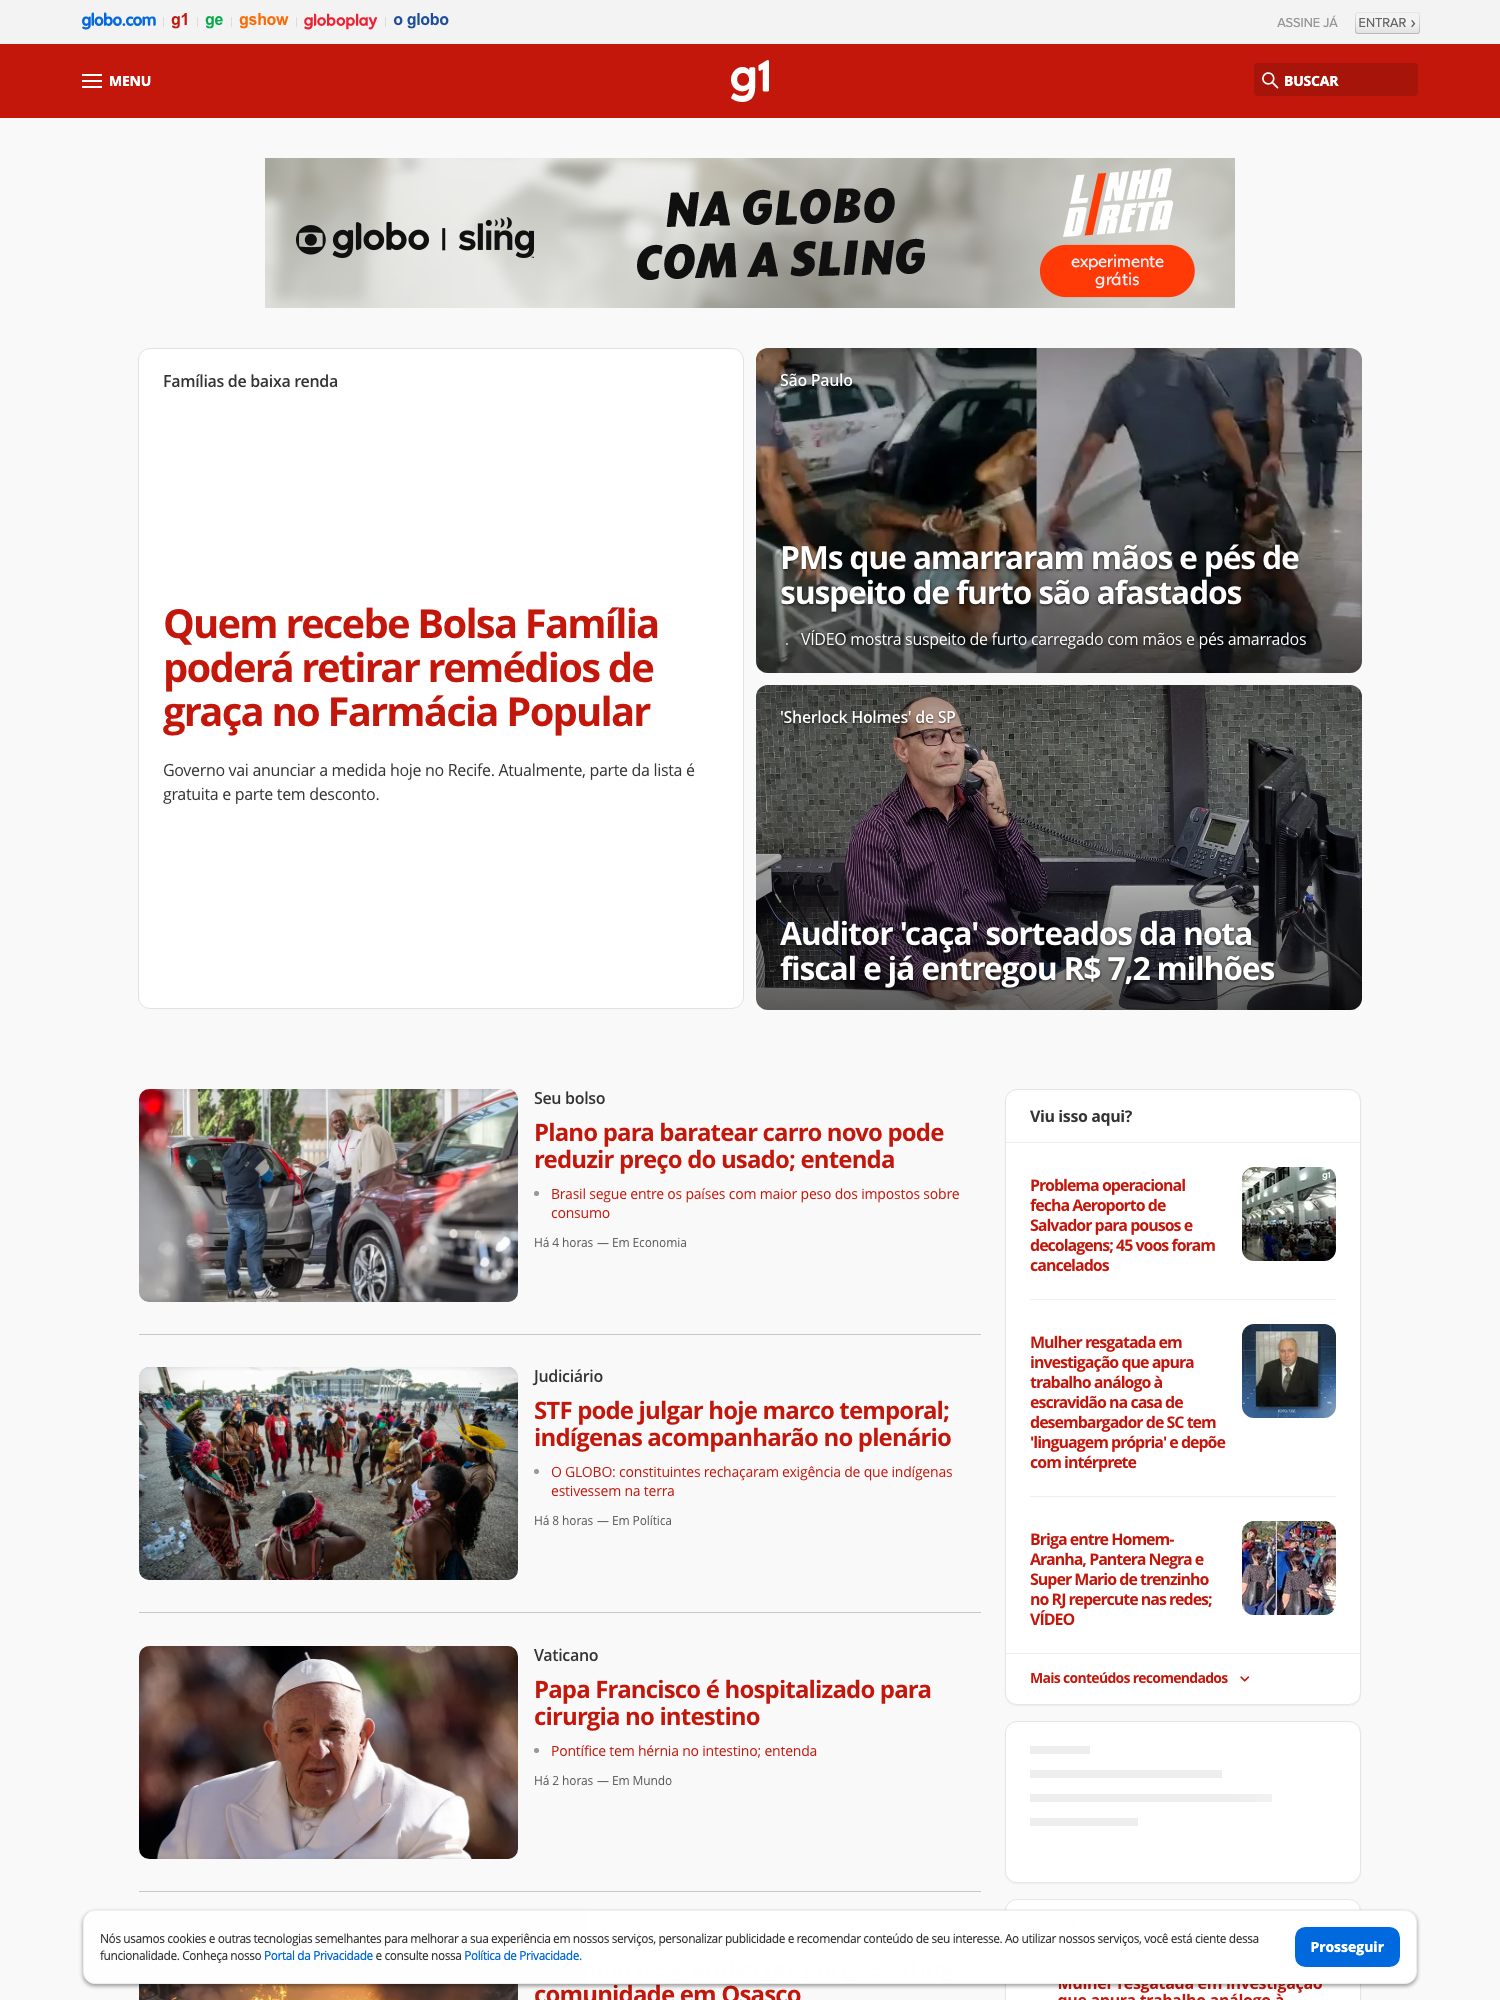 globo.com g1 ge gshow globoplay o globo
ASSINE JÁ ENTRAR ›
MENU
g1
BUSCAR
globo | sling
NA GLOBO
COM A SLING
LINHA
DIRETA
experimente
grátis
Famílias de baixa renda
Quem recebe Bolsa Família
poderá retirar remédios de
graça no Farmácia Popular
Governo vai anunciar a medida hoje no Recife. Atualmente, parte da lista é
gratuita e parte tem desconto.
São Paulo
PMs que amarraram mãos e pés de
suspeito de furto são afastados
. VÍDEO mostra suspeito de furto carregado com mãos e pés amarrados
'Sherlock Holmes' de SP
Auditor 'caça' sorteados da nota
fiscal e já entregou R$ 7,2 milhões
Seu bolso
Plano para baratear carro novo pode
reduzir preço do usado; entenda
Brasil segue entre os países com maior peso dos impostos sobre
consumo
Há 4 horas — Em Economia
Judiciário
STF pode julgar hoje marco temporal;
indígenas acompanharão no plenário
O GLOBO: constituintes rechaçaram exigência de que indígenas
estivessem na terra
Há 8 horas — Em Política
Vaticano
Papa Francisco é hospitalizado para
cirurgia no intestino
Pontífice tem hérnia no intestino; entenda
Há 2 horas — Em Mundo
Viu isso aqui?
Problema operacional
fecha Aeroporto de
Salvador para pousos e
decolagens; 45 voos foram
cancelados
g1
Mulher resgatada em
investigação que apura
trabalho análogo à
escravidão na casa de
desembargador de SC tem
'linguagem própria' e depõe
com intérprete
Briga entre Homem-
Aranha, Pantera Negra e
Super Mario de trenzinho
no RJ repercute nas redes;
VÍDEO
Mais conteúdos recomendados
Nós usamos cookies e outras tecnologias semelhantes para melhorar a sua experiência em nossos serviços, personalizar publicidade e recomendar conteúdo de seu interesse. Ao utilizar nossos serviços, você está ciente dessa
funcionalidade. Conheça nosso Portal da Privacidade e consulte nossa Política de Privacidade.
Prosseguir
comunidade em Osasco
Mulher resgatada em investigação
que apura trabalho análogo à